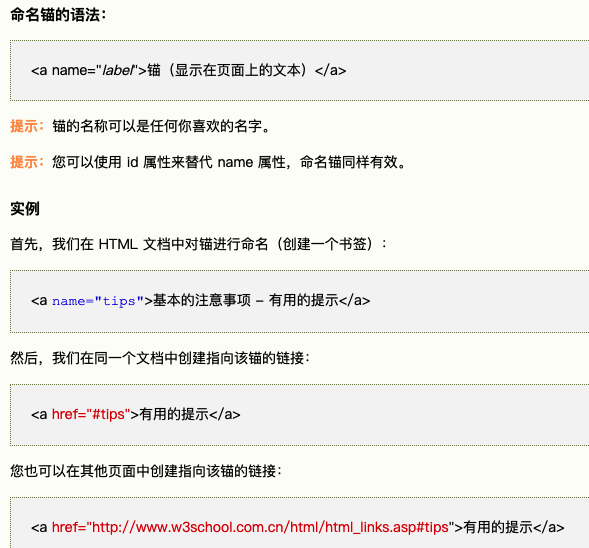 命名锚的语法：
<a name="label">锚（显示在页面上的文本）</a>
提示：锚的名称可以是任何你喜欢的名字。
提示：您可以使用 id 属性来替代 name 属性，命名锚同样有效。
实例
首先，我们在 HTML 文档中对锚进行命名（创建一个书签）：
<a name="tips">基本的注意事项 - 有用的提示</a>
然后，我们在同一个文档中创建指向该锚的链接：
<a href="#tips">有用的提示</a>
您也可以在其他页面中创建指向该锚的链接：
<a href="http://www.w3school.com.cn/html/html_links.asp#tips">有用的提示</a>